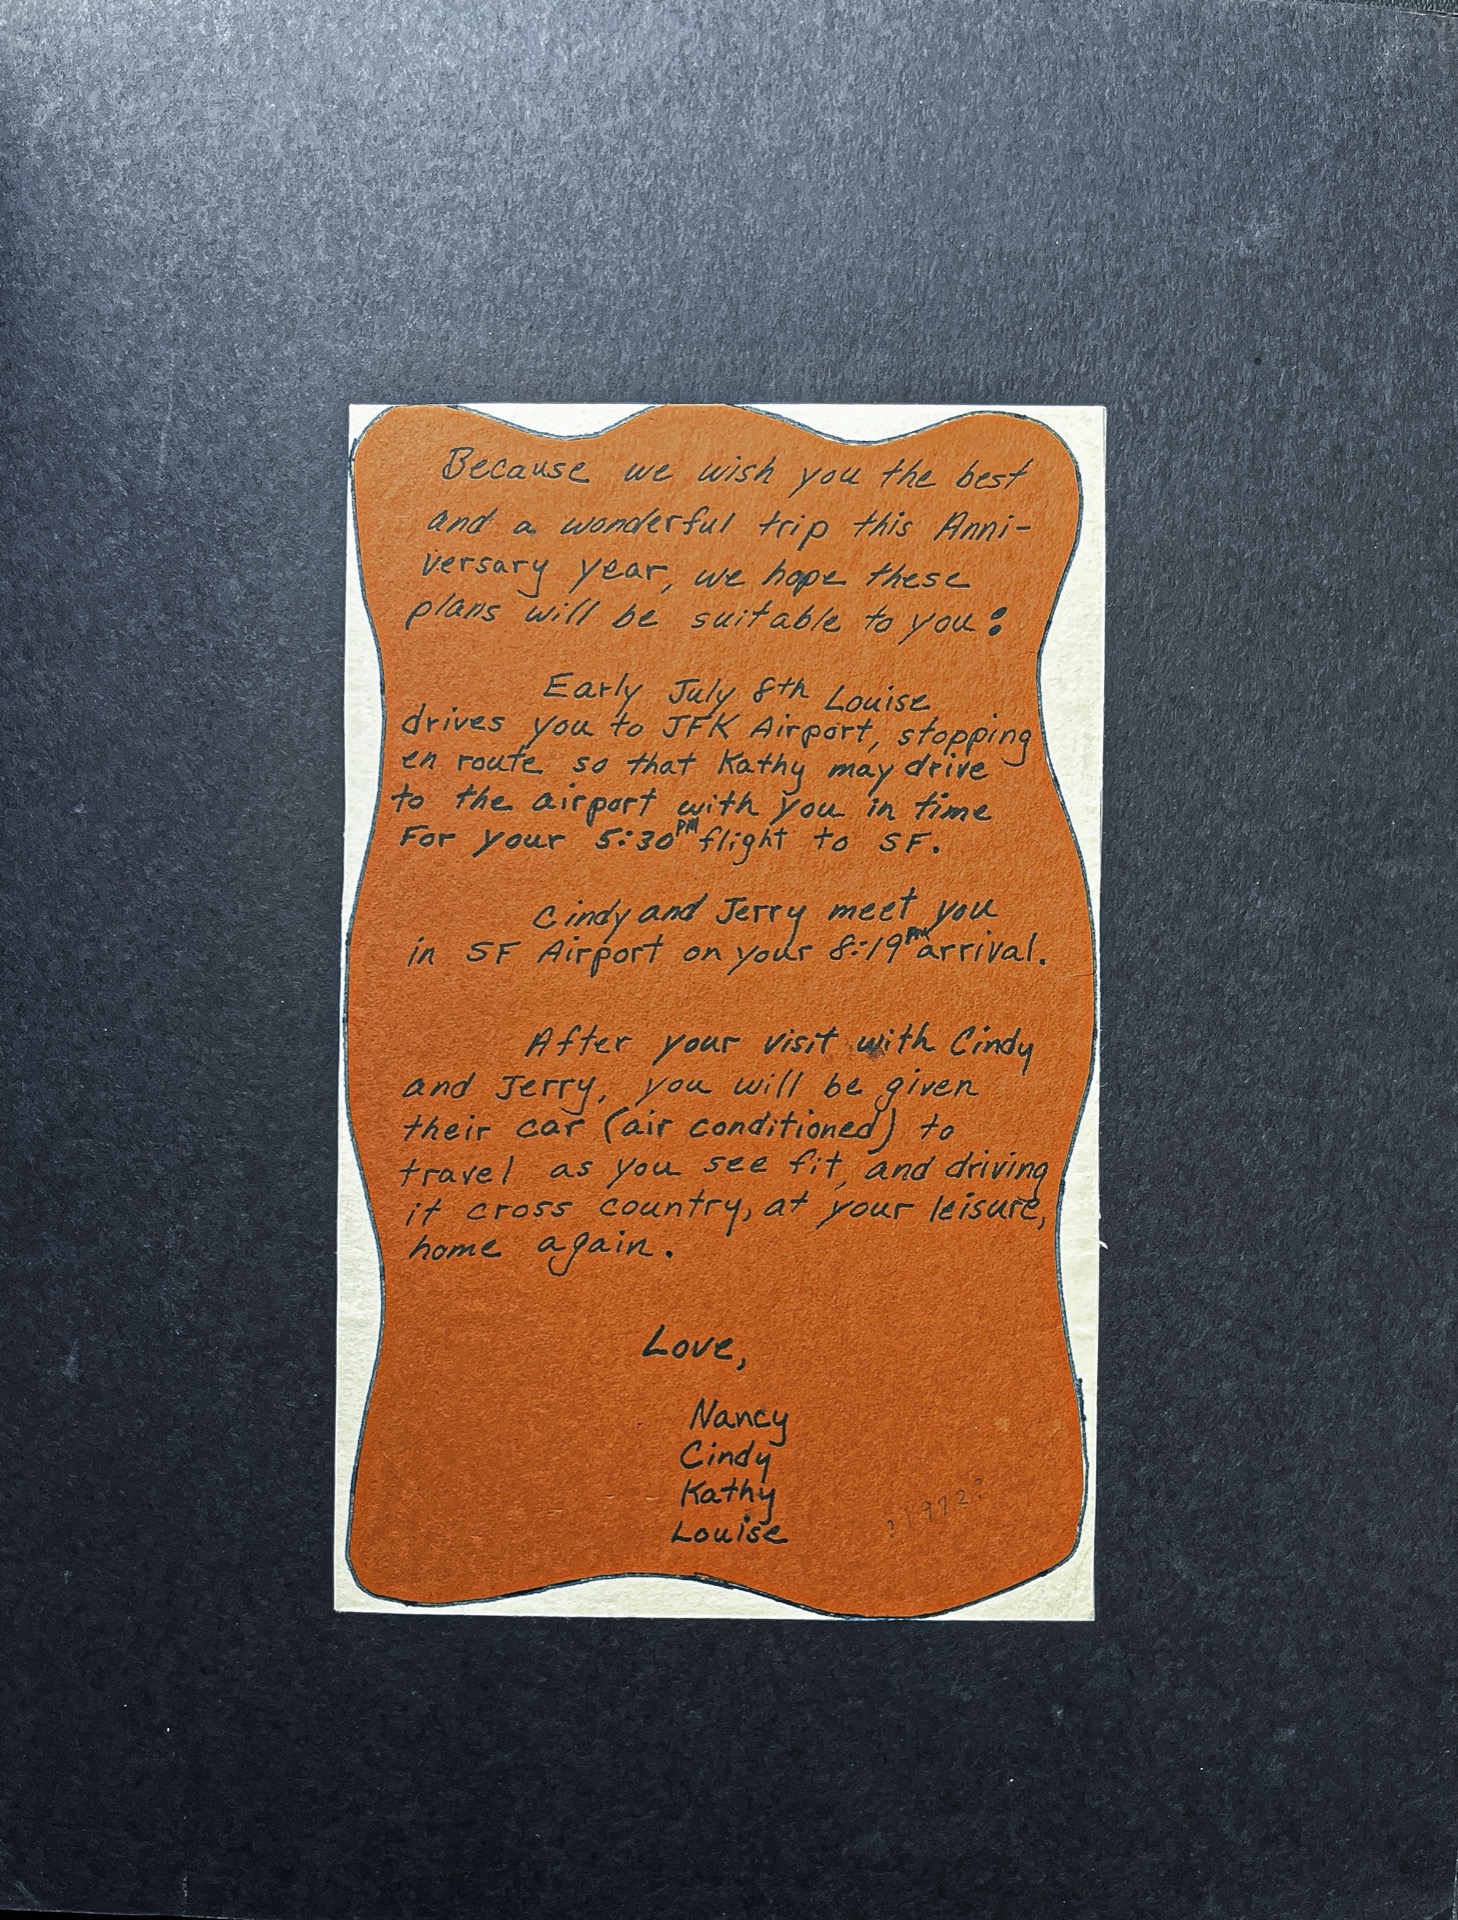 Because we wish you the best
and a wonderful trip this Anni-
versary year, we hope these
plans will be suitable to you:
Early July 8th Louise
drives you to JFK Airport, stopping
en route so that Kathy may drive
to the airport with you in time
For your 5:30 PM flight to SF.
Cindy and Jerry meet you
in SF Airport on your 8:19 PM arrival.
After your visit with Cindy
and Jerry, you will be given
their car (air conditioned) to
travel as you see fit, and driving
it cross country, at your leisure,
home again.
Love,
Nancy
Cindy
Kathy
Louise
?1972?